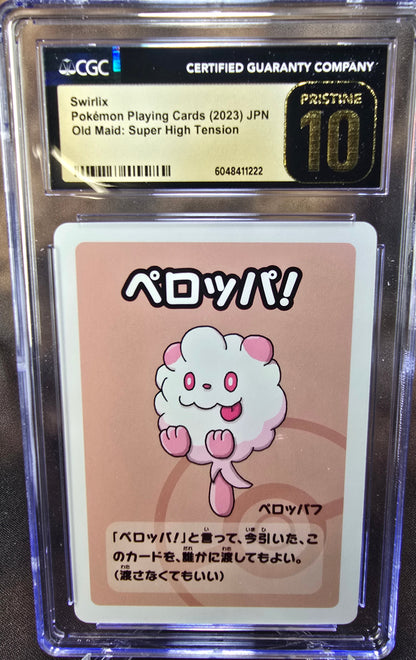 CGC CERTIFIED GUARANTY COMPANY
Swirlix
Pokémon Playing Cards (2023) JPN
Old Maid: Super High Tension
6048411222
PRISTINE
10
ペロッパ!
ペロッパフ
「ペロッパ!」と言って、今引いた、こ
のカードを、誰かに渡してもよい。
(渡さなくてもいい)